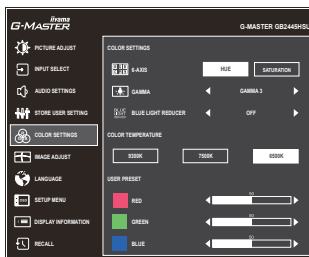 iiyama
G-MASTER
G-MASTER GB2445HSU
PICTURE ADJUST
INPUT SELECT
AUDIO SETTINGS
STORE USER SETTING
COLOR SETTINGS
IMAGE ADJUST
LANGUAGE
SETUP MENU
DISPLAY INFORMATION
RECALL
COLOR SETTINGS
6-AXIS
HUE
SATURATION
GAMMA
GAMMA 3
BLUE LIGHT REDUCER
OFF
COLOR TEMPERATURE
9300K
7500K
6500K
USER PRESET
RED
50
GREEN
50
BLUE
50